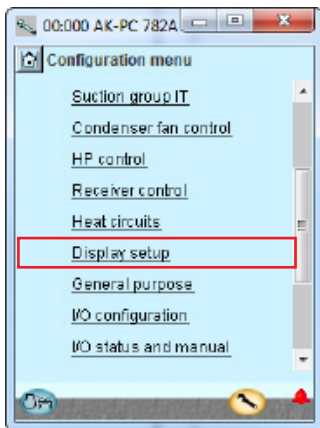 00:000 AK-PC 782A
Configuration menu
Suction group IT
Condenser fan control
HP control
Receiver control
Heat circuits
Display setup
General purpose
I/O configuration
I/O status and manual